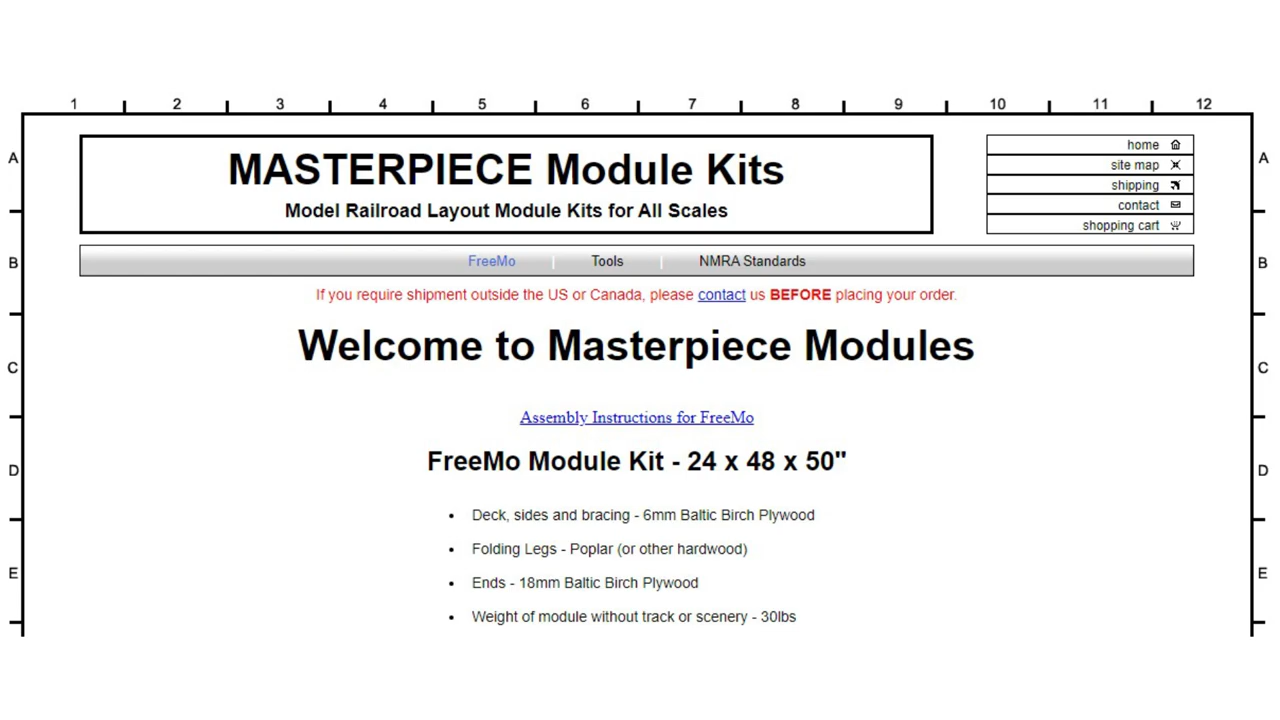 1 2 3 4 5 6 7 8 9 10 11 12
A A
MASTERPIECE Module Kits
Model Railroad Layout Module Kits for All Scales
home
site map
shipping
contact
shopping cart
B B
FreeMo | Tools | NMRA Standards
If you require shipment outside the US or Canada, please contact us BEFORE placing your order.
Welcome to Masterpiece Modules
C C
Assembly Instructions for FreeMo
FreeMo Module Kit - 24 x 48 x 50"
D D
• Deck, sides and bracing - 6mm Baltic Birch Plywood
• Folding Legs - Poplar (or other hardwood)
E E
• Ends - 18mm Baltic Birch Plywood
• Weight of module without track or scenery - 30lbs